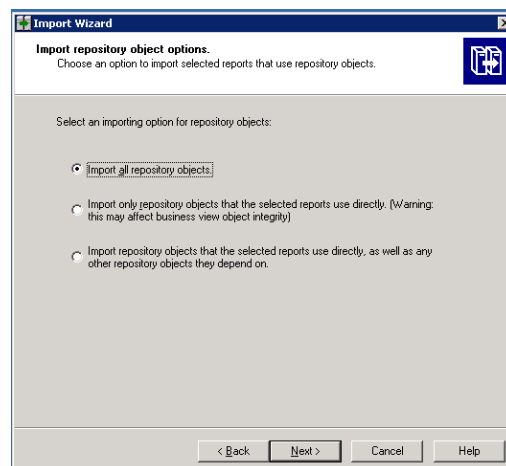 Import Wizard
Import repository object options.
Choose an option to import selected reports that use repository objects.
Select an importing option for repository objects:
Import all repository objects.
Import only repository objects that the selected reports use directly. (Warning:
this may affect business view object integrity)
Import repository objects that the selected reports use directly, as well as any
other repository objects they depend on.
< Back Next > Cancel Help